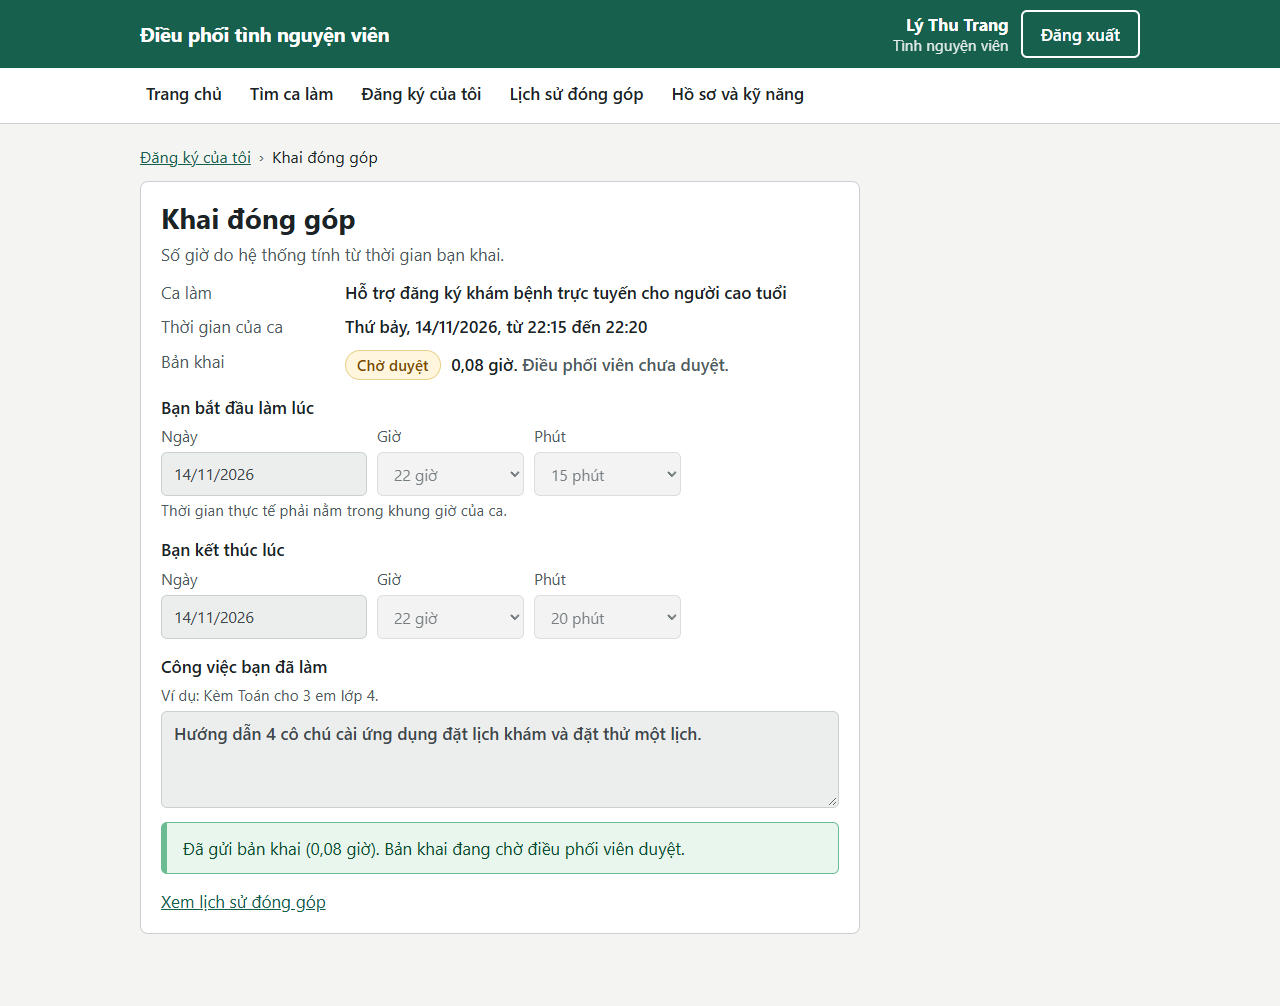 Điều phối tình nguyện viên
Lý Thu Trang
Tình nguyện viên
Đăng xuất
Trang chủ Tìm ca làm Đăng ký của tôi Lịch sử đóng góp Hồ sơ và kỹ năng
Đăng ký của tôi › Khai đóng góp
Khai đóng góp
Số giờ do hệ thống tính từ thời gian bạn khai.
Ca làm Hỗ trợ đăng ký khám bệnh trực tuyến cho người cao tuổi
Thời gian của ca Thứ bảy, 14/11/2026, từ 22:15 đến 22:20
Bản khai Chờ duyệt 0,08 giờ. Điều phối viên chưa duyệt.
Bạn bắt đầu làm lúc
Ngày Giờ Phút
14/11/2026 22 giờ 15 phút
Thời gian thực tế phải nằm trong khung giờ của ca.
Bạn kết thúc lúc
Ngày Giờ Phút
14/11/2026 22 giờ 20 phút
Công việc bạn đã làm
Ví dụ: Kèm Toán cho 3 em lớp 4.
Hướng dẫn 4 cô chú cài ứng dụng đặt lịch khám và đặt thử một lịch.
Đã gửi bản khai (0,08 giờ). Bản khai đang chờ điều phối viên duyệt.
Xem lịch sử đóng góp